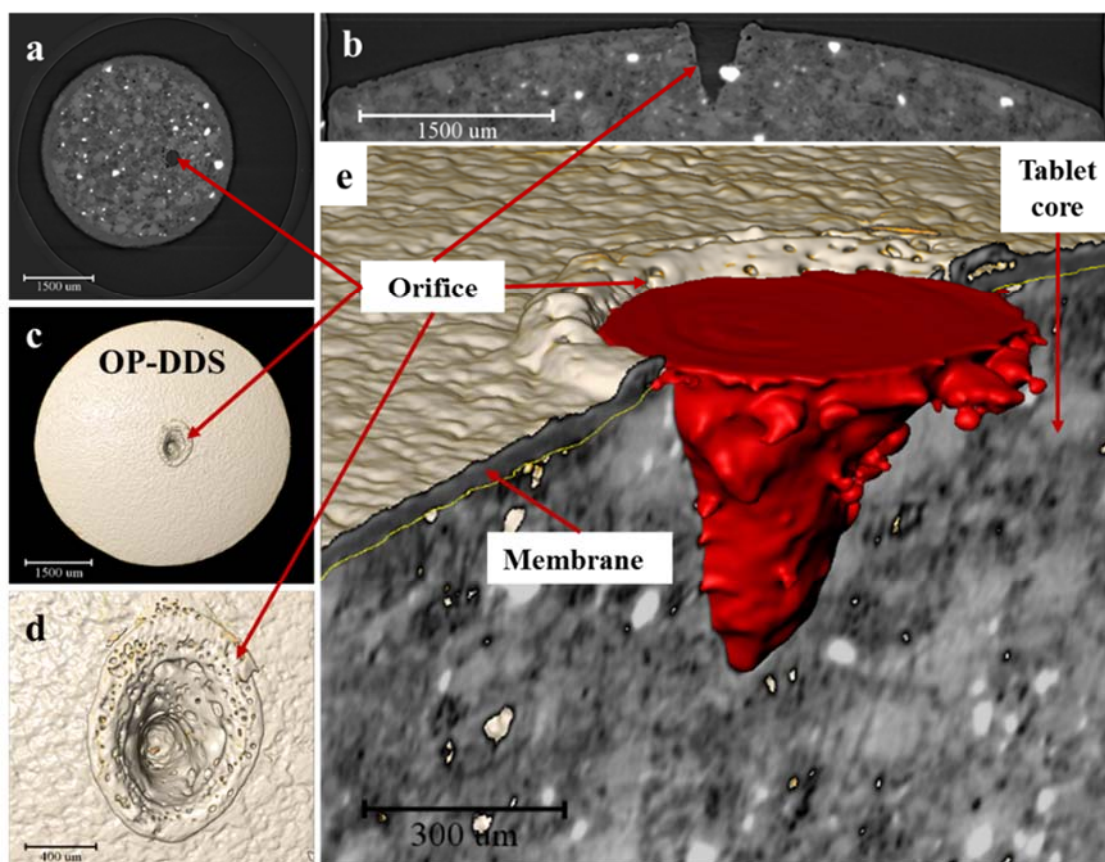 a
1500 um
b
1500 um
c
OP-DDS
1500 um
d
400 um
e
Orifice
Tablet
core
Membrane
300 um